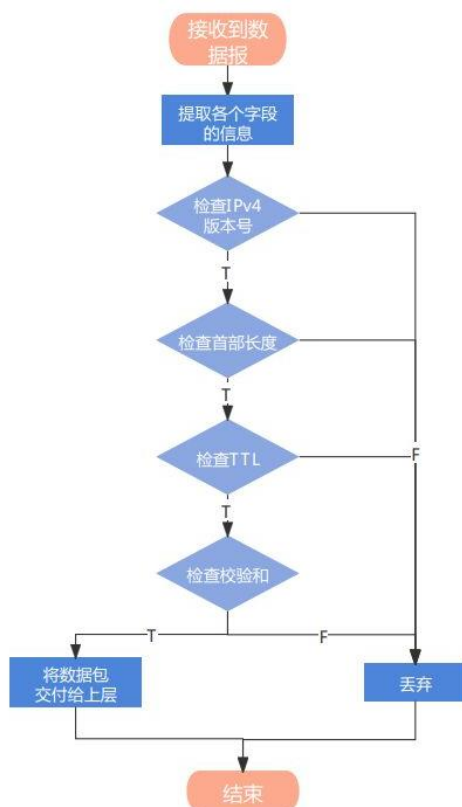 接收到数
据报
提取各个字段
的信息
检查IPv4
版本号
T
检查首部长度
T
检查TTL
F
T
检查校验和
T
F
将数据包
交付给上层
丢弃
结束